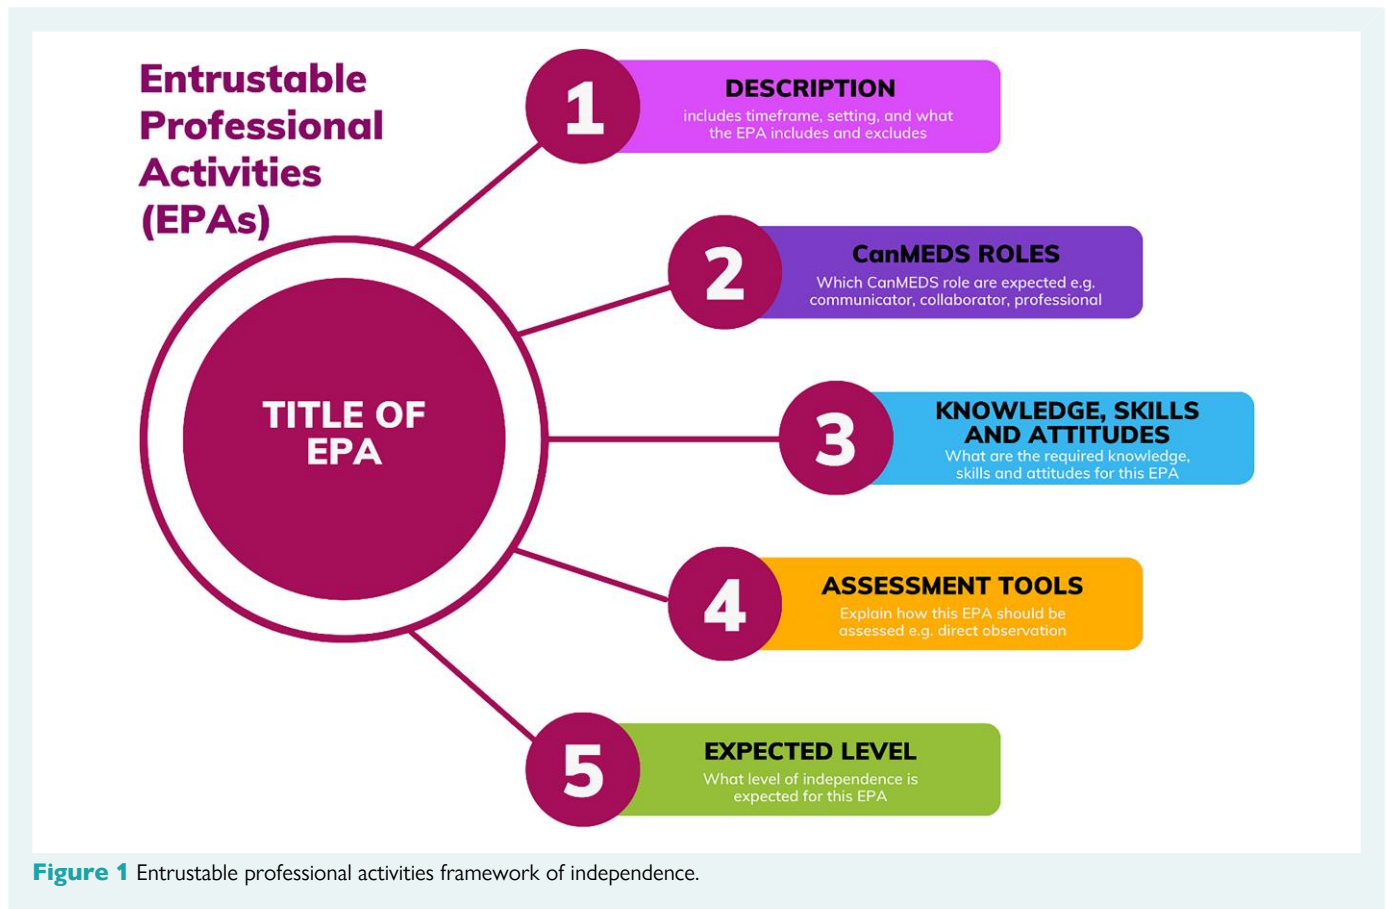 Entrustable
Professional
Activities
(EPAs)
TITLE OF
EPA
1
DESCRIPTION
includes timeframe, setting, and what
the EPA includes and excludes
2
CanMEDS ROLES
Which CanMEDS role are expected e.g.
communicator, collaborator, professional
3
KNOWLEDGE, SKILLS
AND ATTITUDES
What are the required knowledge,
skills and attitudes for this EPA
4
ASSESSMENT TOOLS
Explain how this EPA should be
assessed e.g. direct observation
5
EXPECTED LEVEL
What level of independence is
expected for this EPA
Figure 1 Entrustable professional activities framework of independence.